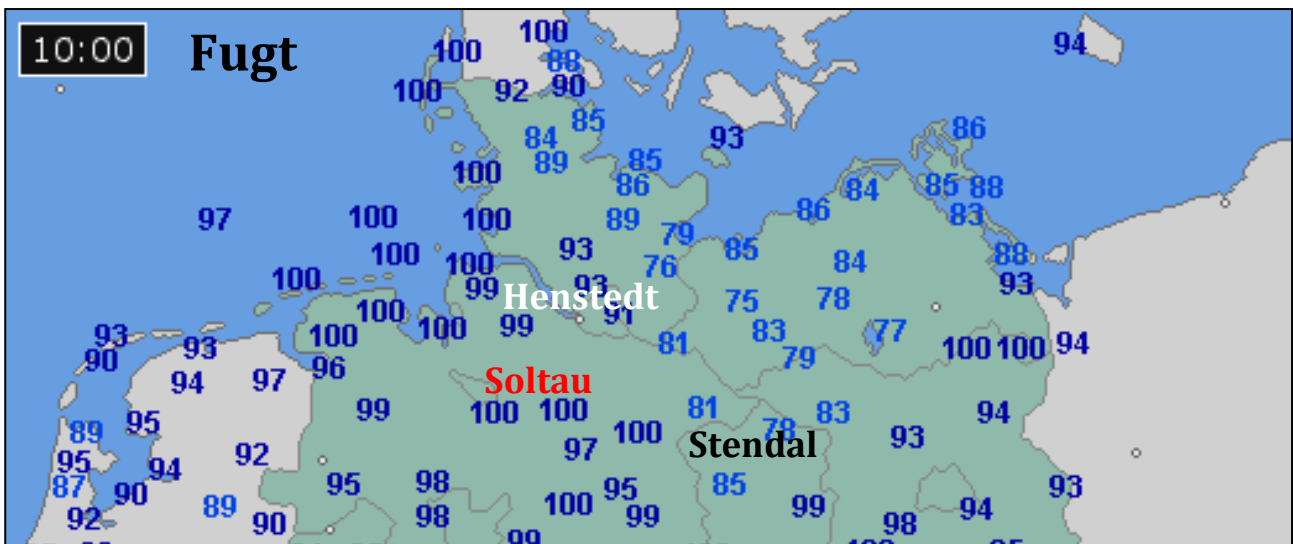 10:00 Fugt
100
100 88
100 92 90
94
85
84 93 86
89 85
100 86 84 85 88
97 100 100 89 86 83
93 79 85
100 100 76 84 88
100 99 93 93
Henstedt 75 78
100 91
93 100 100 99 83 77
90 93 81 79 100 100 94
96
94 97 Soltau
99 100 100 81 83 94
89 95 100 78
92 97 Stendal 93
95 94
87 90 95 98 95 85 93
92 89 100 99 99 94
90 98 98
99